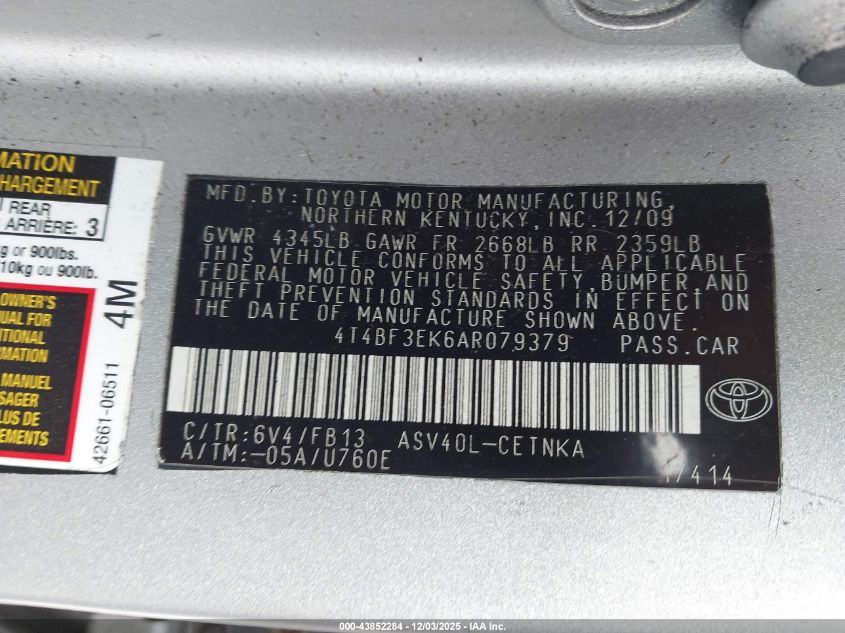 MATION
HARGEMENT
REAR
ARRIÈRE: 3
g or 900lbs.
10kg ou 900lb.
OWNER'S
UAL FOR
ITIONAL
RMATION
MANUEL
SAGER
LUS DE
EMENTS
4M
42661-06511
MFD.BY:TOYOTA MOTOR MANUFACTURING,
NORTHERN KENTUCKY,INC.12/09
GVWR 4345LB GAWR FR 2668LB RR 2359LB
THIS VEHICLE CONFORMS TO ALL APPLICABLE
FEDERAL MOTOR VEHICLE SAFETY,BUMPER,AND
THEFT PREVENTION STANDARDS IN EFFECT ON
THE DATE OF MANUFACTURE SHOWN ABOVE.
4T4BF3EK6AR079379 PASS.CAR
C/TR:6V4/FB13 ASV40L-CETNKA
A/TM:-05A/U760E
17414
000-43852284 - 12/03/2025 - IAA Inc.